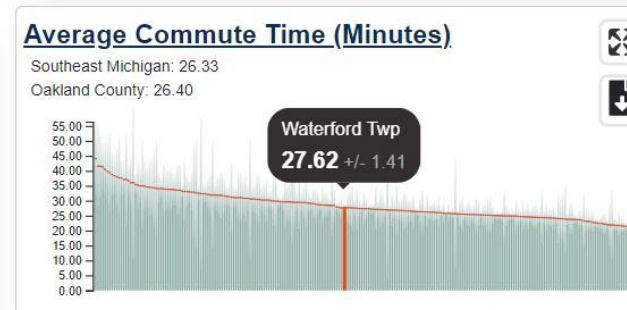 Average Commute Time (Minutes)
Southeast Michigan: 26.33
Oakland County: 26.40
Waterford Twp
27.62 +/- 1.41
55.00
50.00
45.00
40.00
35.00
30.00
25.00
20.00
15.00
10.00
5.00
0.00